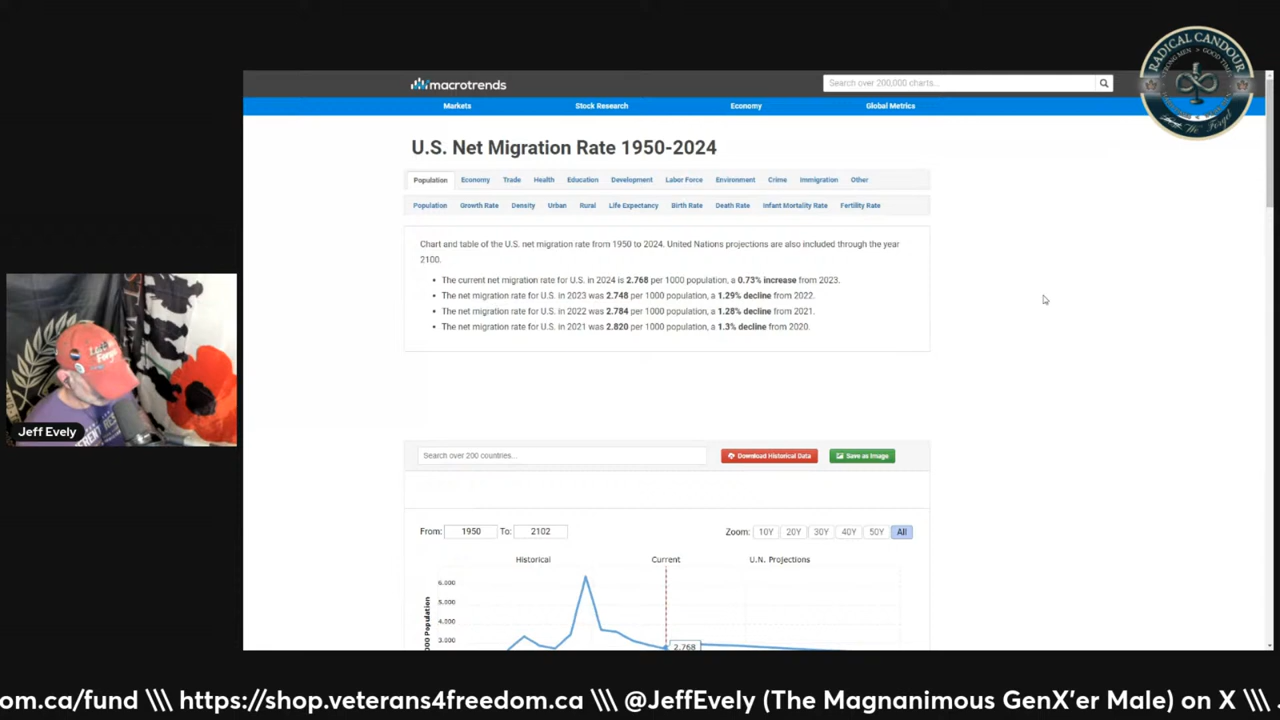 RADICAL CANDOUR
STRONG MEN > GOOD TIMES
macrotrends
Search over 200,000 charts...
Markets Stock Research Economy Global Metrics
U.S. Net Migration Rate 1950-2024
Population Economy Trade Health Education Development Labor Force Environment Crime Immigration Other
Population Growth Rate Density Urban Rural Life Expectancy Birth Rate Death Rate Infant Mortality Rate Fertility Rate
Chart and table of the U.S. net migration rate from 1950 to 2024. United Nations projections are also included through the year
2100.
• The current net migration rate for U.S. in 2024 is 2.768 per 1000 population, a 0.73% increase from 2023.
• The net migration rate for U.S. in 2023 was 2.748 per 1000 population, a 1.29% decline from 2022.
• The net migration rate for U.S. in 2022 was 2.784 per 1000 population, a 1.28% decline from 2021.
• The net migration rate for U.S. in 2021 was 2.820 per 1000 population, a 1.3% decline from 2020.
Jeff Evely
Search over 200 countries...
Download Historical Data Save as Image
From: 1950 To: 2102 Zoom: 10Y 20Y 30Y 40Y 50Y All
Historical Current U.N. Projections
6.000
5.000
4.000
3.000
2.768
000 Population
om.ca/fund \\\ https://shop.veterans4freedom.ca \\\ @JeffEvely (The Magnanimous GenX'er Male) on X \\\